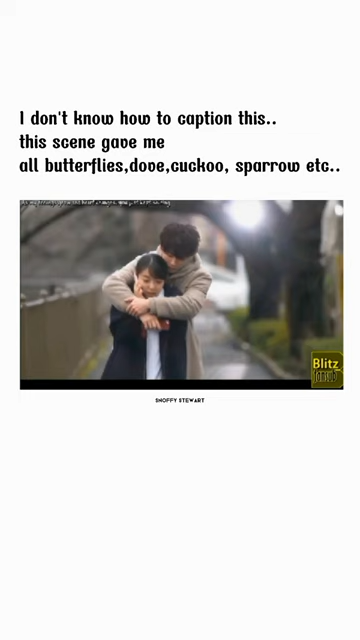 I don't know how to caption this..
this scene gave me
all butterflies,dove,cuckoo, sparrow etc..
Blitz
SNOFFY STEWART